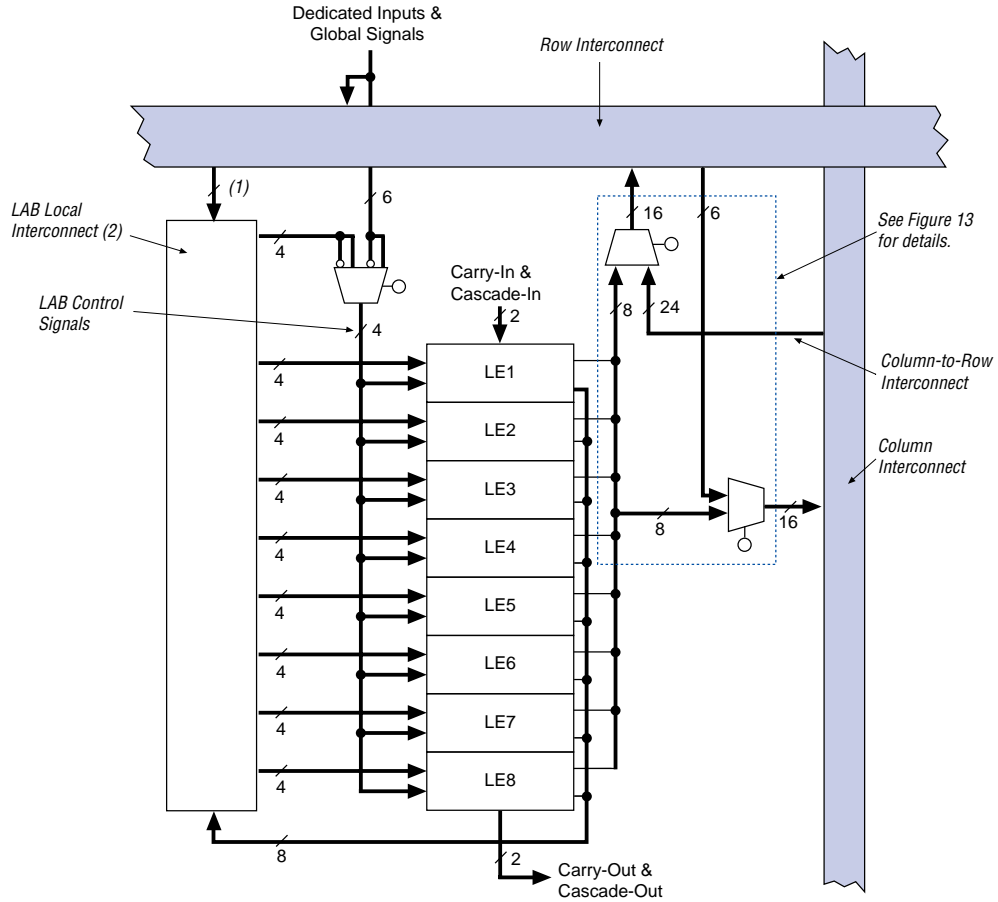 Dedicated Inputs &
Global Signals
Row Interconnect
(1)
6
16
6
LAB Local
Interconnect (2)
4
See Figure 13
for details.
Carry-In &
Cascade-In
LAB Control
Signals
4
2
8
24
Column-to-Row
Interconnect
LE1
4
LE2
4
Column
Interconnect
LE3
4
8
16
LE4
4
LE5
4
LE6
4
LE7
4
LE8
4
8
2
Carry-Out &
Cascade-Out